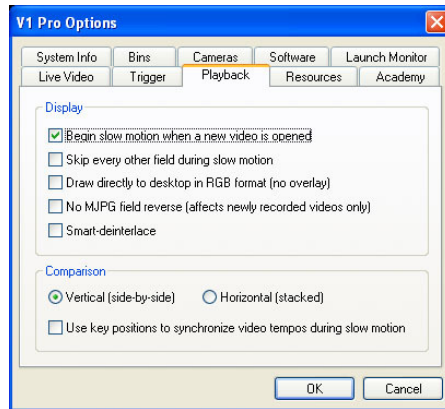 V1 Pro Options
System Info Bins Cameras Software Launch Monitor
Live Video Trigger Playback Resources Academy
Display
Begin slow motion when a new video is opened
Skip every other field during slow motion
Draw directly to desktop in RGB format (no overlay)
No MJPG field reverse (affects newly recorded videos only)
Smart-deinterlace
Comparison
Vertical (side-by-side) Horizontal (stacked)
Use key positions to synchronize video tempos during slow motion
OK Cancel